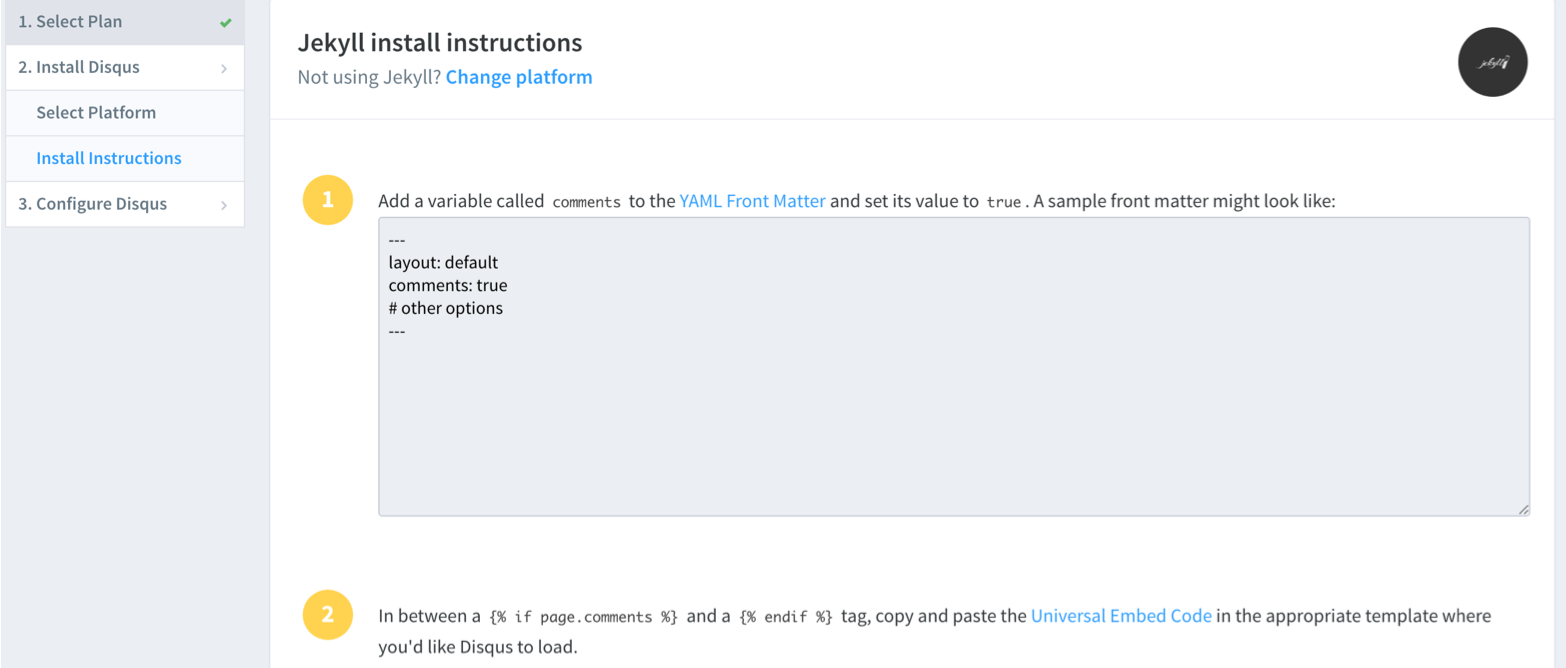 1. Select Plan
2. Install Disqus
Select Platform
Install Instructions
3. Configure Disqus
Jekyll install instructions
Not using Jekyll? Change platform
jekyll
1
Add a variable called comments to the YAML Front Matter and set its value to true. A sample front matter might look like:
---
layout: default
comments: true
# other options
---
2
In between a {% if page.comments %} and a {% endif %} tag, copy and paste the Universal Embed Code in the appropriate template where
you'd like Disqus to load.